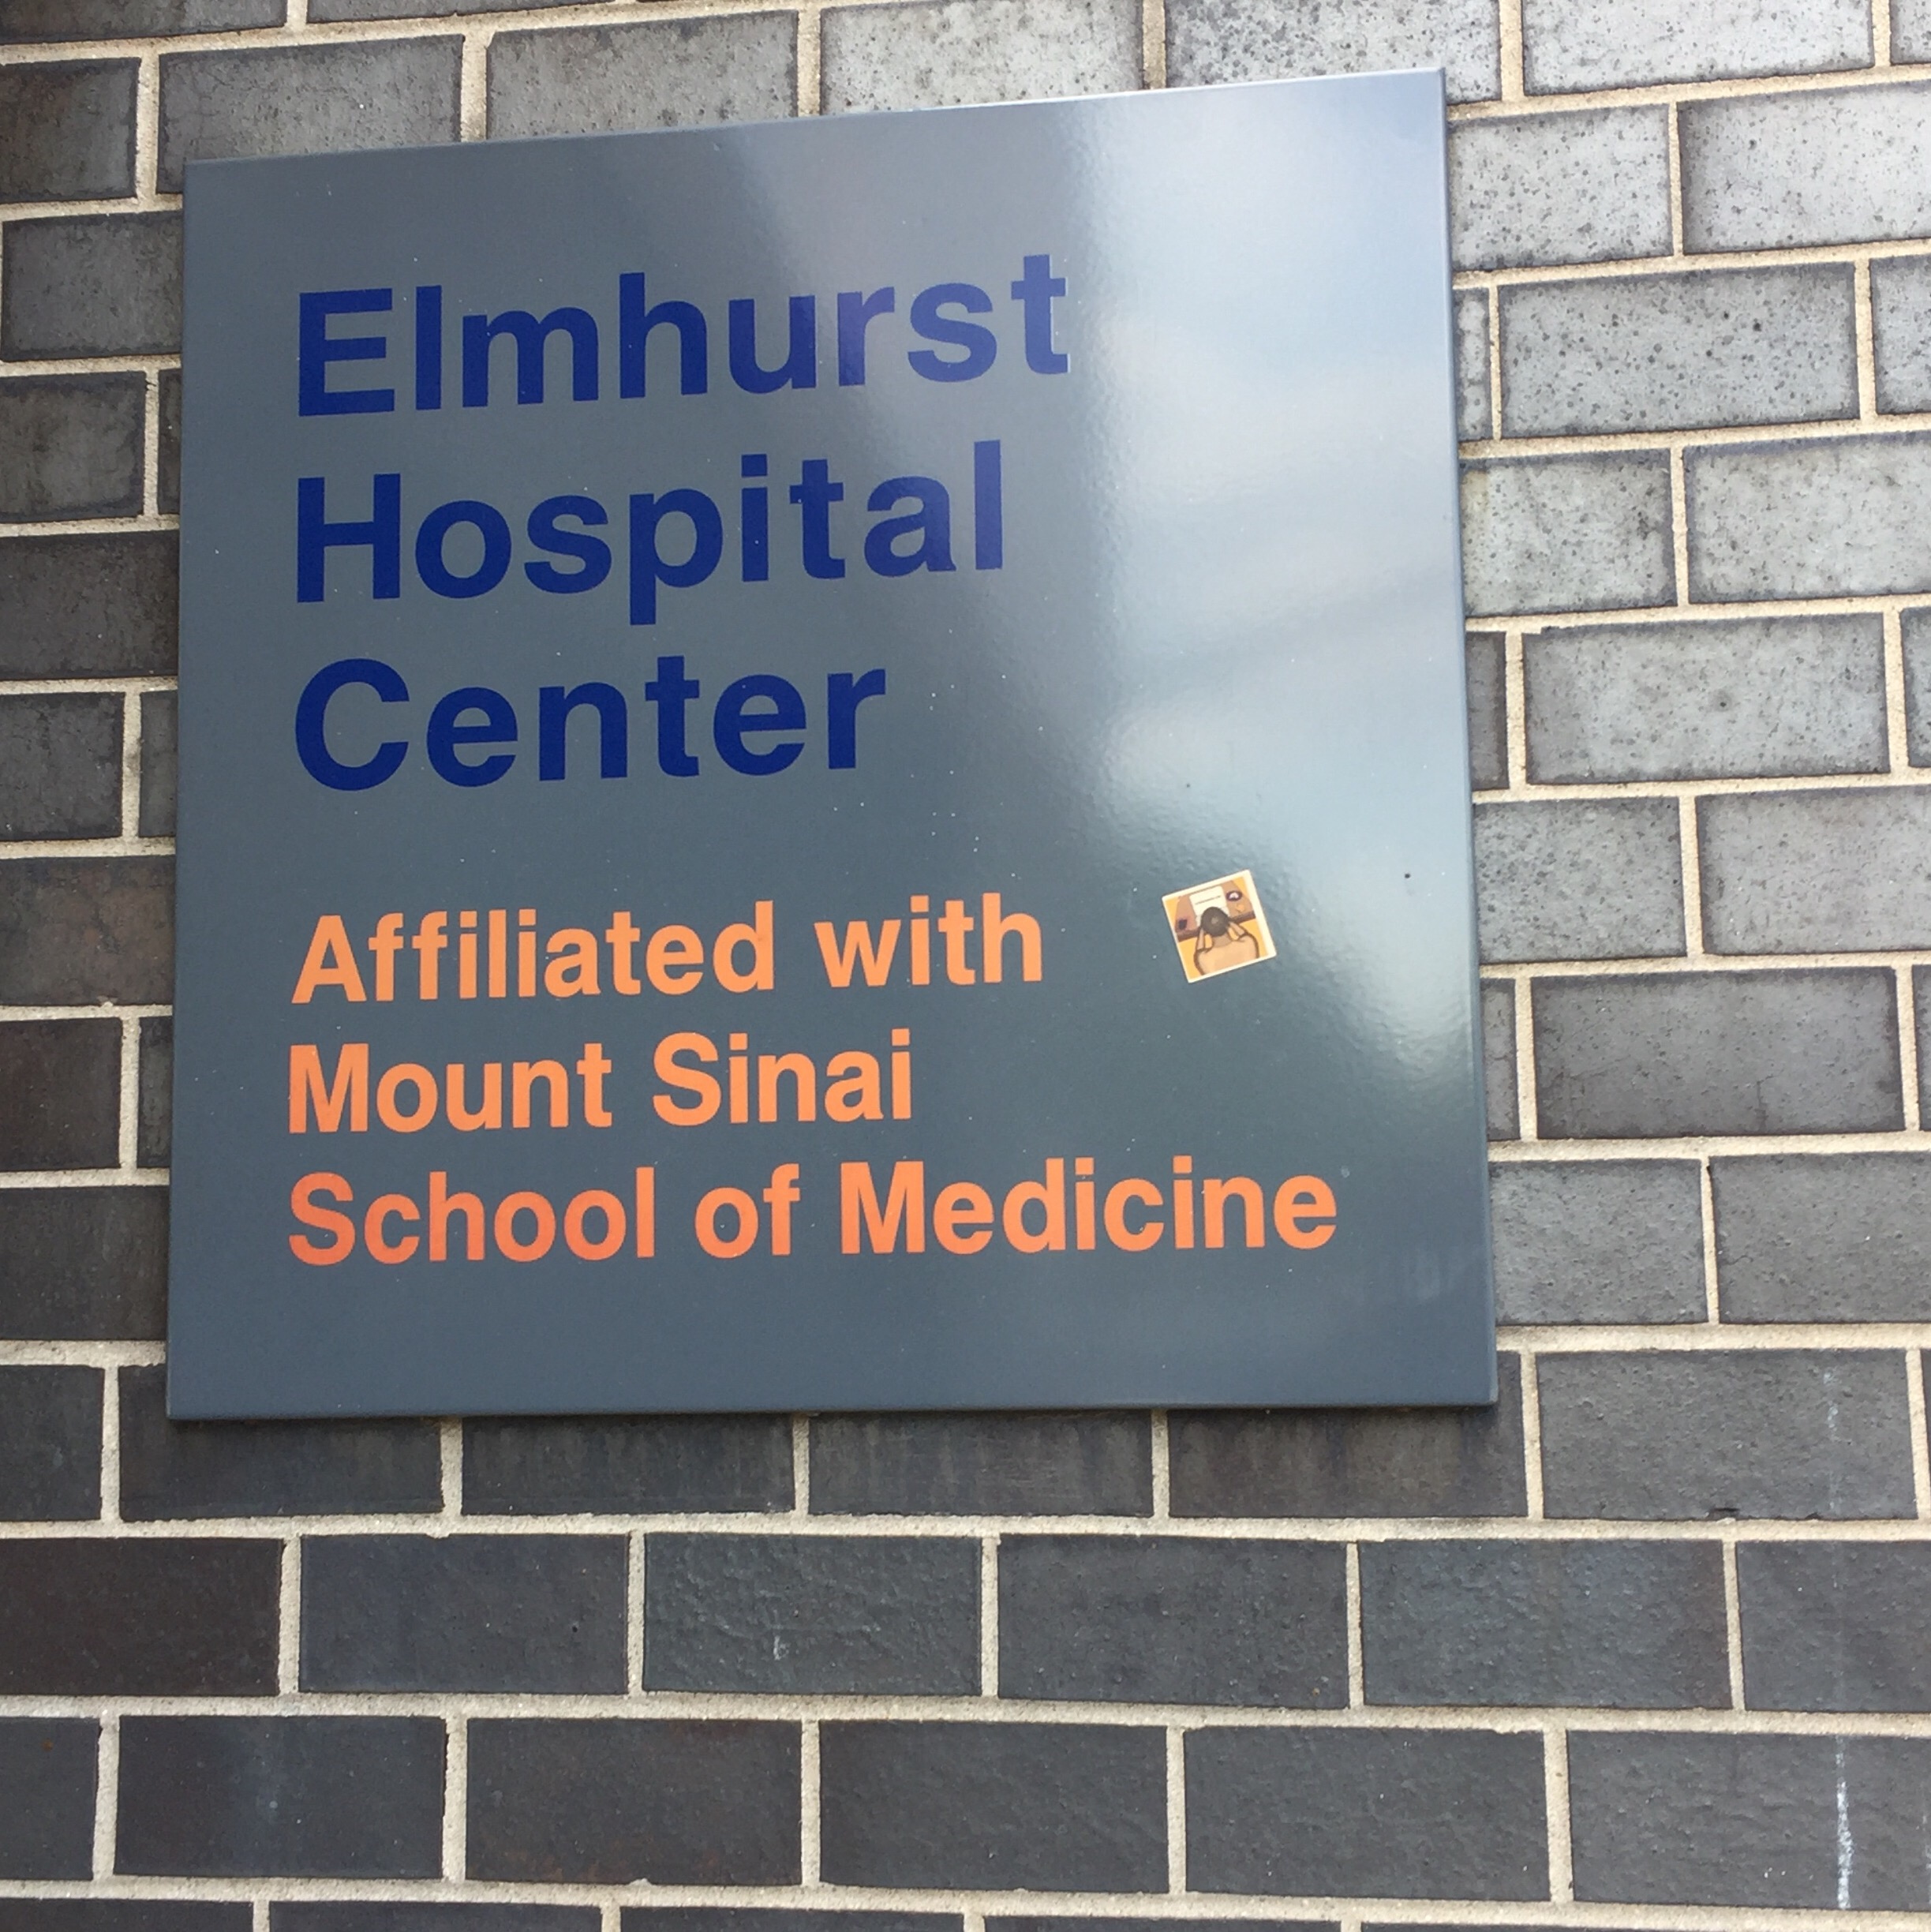 Elmhurst
Hospital
Center
Affiliated with
Mount Sinai
School of Medicine